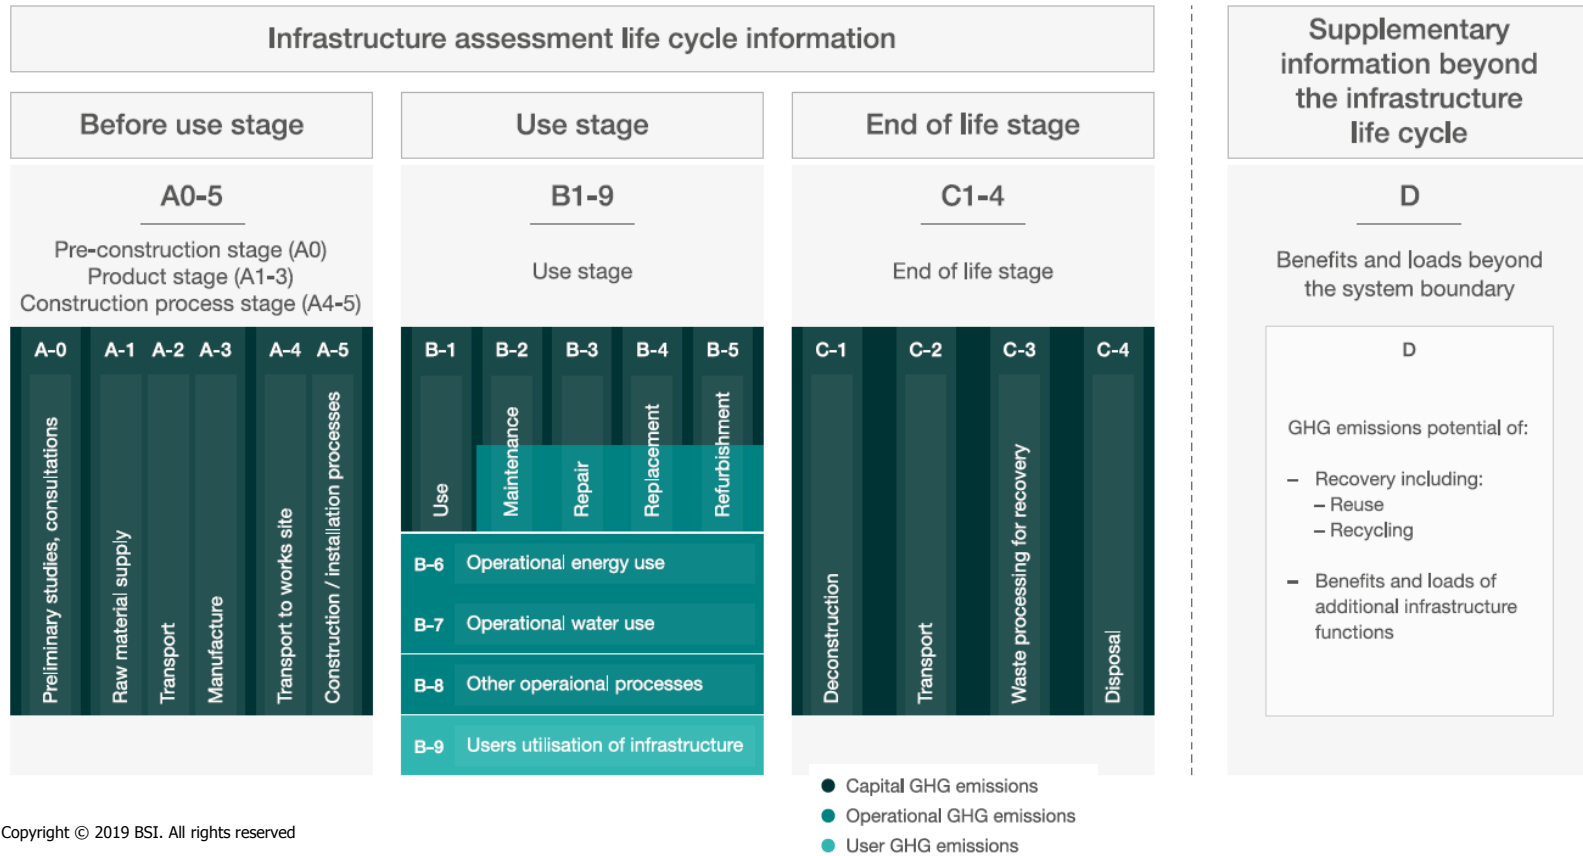 Infrastructure assessment life cycle information
Before use stage
A0-5
Pre-construction stage (A0)
Product stage (A1-3)
Construction process stage (A4-5)
A-0
A-1
A-2
A-3
A-4
A-5
Preliminary studies, consultations
Raw material supply
Transport
Manufacture
Transport to works site
Construction / installation processes
Use stage
B1-9
Use stage
B-1
B-2
B-3
B-4
B-5
Use
Maintenance
Repair
Replacement
Refurbishment
B-6 Operational energy use
B-7 Operational water use
B-8 Other operaional processes
B-9 Users utilisation of infrastructure
End of life stage
C1-4
End of life stage
C-1
C-2
C-3
C-4
Deconstruction
Transport
Waste processing for recovery
Disposal
Supplementary
information beyond
the infrastructure
life cycle
D
Benefits and loads beyond
the system boundary
D
GHG emissions potential of:
– Recovery including:
– Reuse
– Recycling
– Benefits and loads of
additional infrastructure
functions
Capital GHG emissions
Operational GHG emissions
User GHG emissions
Copyright © 2019 BSI. All rights reserved